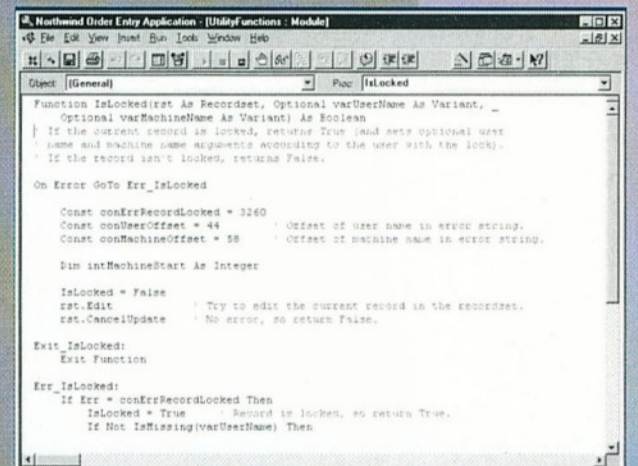 Northwind Order Entry Application - [UtilityFunctions : Module]
File Edit View Insert Run Tools Window Help
Object: (General) Proc: IsLocked
Function IsLocked(rst As Recordset, Optional varUserName As Variant, _
Optional varMachineName As Variant) As Boolean
' If the current record is locked, returns True (and sets optional user
' name and machine name arguments according to the user with the lock).
' If the record isn't locked, returns False.
On Error GoTo Err_IsLocked
Const conErrRecordLocked = 3260
Const conUserOffset = 44 ' Offset of user name in error string.
Const conMachineOffset = 58 ' Offset of machine name in error string.
Dim intMachineStart As Integer
IsLocked = False
rst.Edit ' Try to edit the current record in the recordset.
rst.CancelUpdate ' No error, so return False.
Exit_IsLocked:
Exit Function
Err_IsLocked:
If Err = conErrRecordLocked Then
IsLocked = True ' Record is locked, so return True.
If Not IsMissing(varUserName) Then